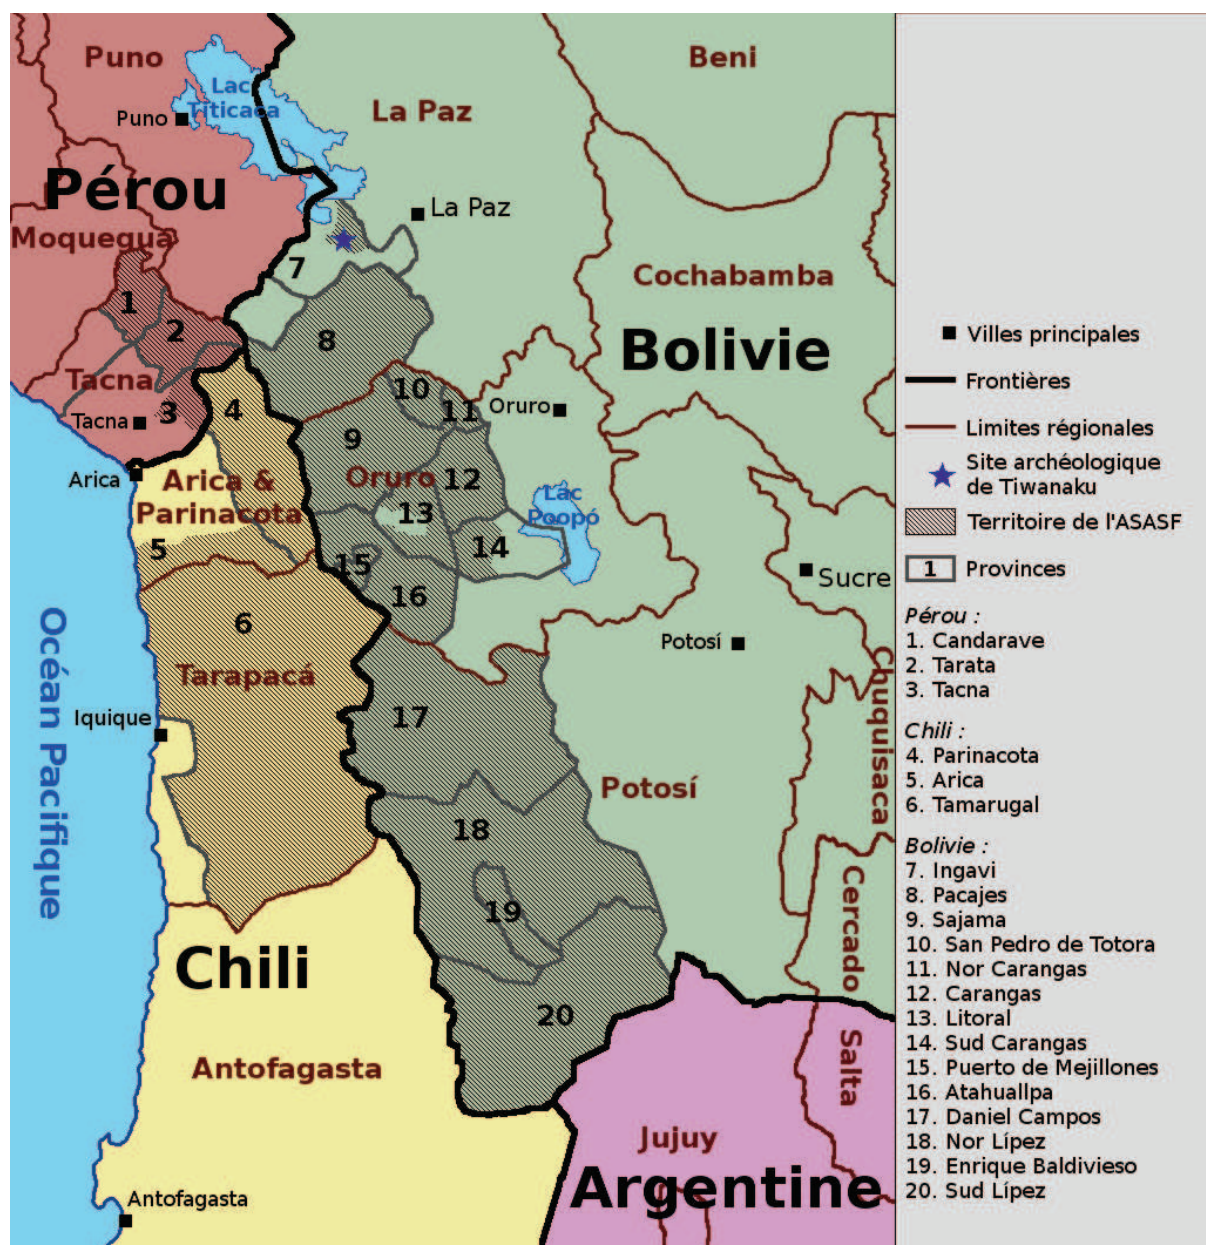 Puno
Beni
Lac
Titicaca
La Paz
Puno
Pérou
La Paz
Moquegua
7
Cochabamba
1
2
8
Bolivie
Tacna
10
3
4
11
Oruro
Tacna
9
Arica
Arica &
Parinacota
Oruro
12
Lac
Poopó
13
5
14
15
Sucre
16
6
Océan Pacifique
Potosí
Tarapacá
Chuquisaca
Iquique
17
Potosí
18
Cercado
19
Chili
20
Salta
Antofagasta
Jujuy
Argentine
Antofagasta
Villes principales
Frontières
Limites régionales
Site archéologique
de Tiwanaku
Territoire de l'ASASF
1 Provinces
Pérou :
1. Candarave
2. Tarata
3. Tacna
Chili :
4. Parinacota
5. Arica
6. Tamarugal
Bolivie :
7. Ingavi
8. Pacajes
9. Sajama
10. San Pedro de Totora
11. Nor Carangas
12. Carangas
13. Litoral
14. Sud Carangas
15. Puerto de Mejillones
16. Atahuallpa
17. Daniel Campos
18. Nor Lípez
19. Enrique Baldivieso
20. Sud Lípez